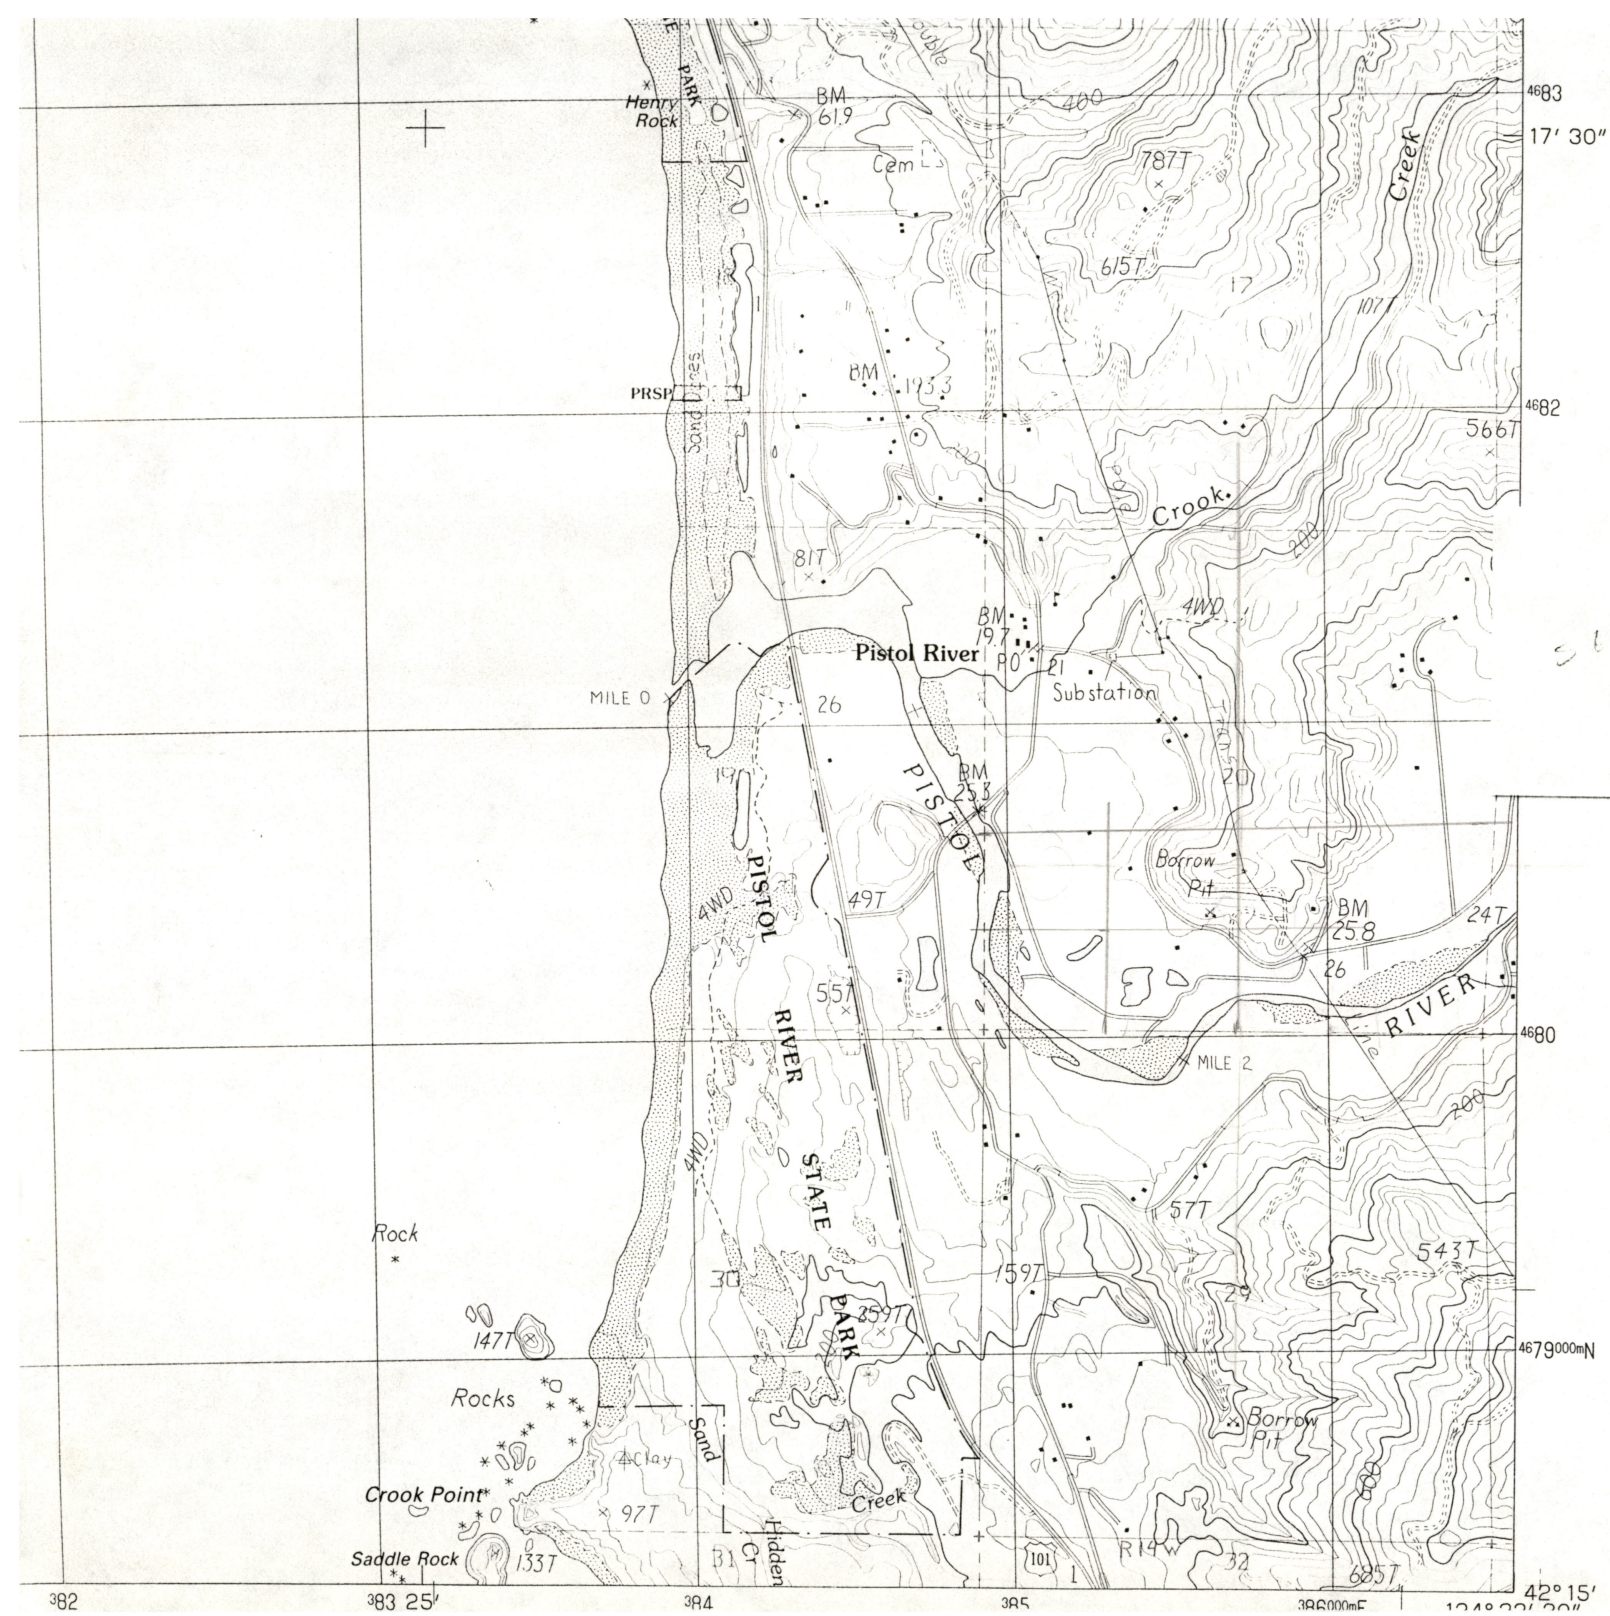 PARK
Henry
Rock
BM
61.9
Cem
400
Creek
4683
17' 30"
787T
615T
17
107T
Sand Dunes
PRSP
BM
193.3
4682
566T
Crook
200
81T
4WD
BM
19.7
PO
Pistol River
21
Substation
MILE 0
26
19
BM
25.3
20
PISTOL
Borrow
Pit
BM
25.8
24T
26
49T
4WD
PISTOL
RIVER
STATE
PARK
55T
RIVER
4680
MILE 2
200
4WD
57T
543T
Rock
30
159T
29
147T
259T
4679000mN
Rocks
Sand
Creek
Clay
Borrow
Pit
600
Crook Point
97T
Hidden
Cr
Saddle Rock
133T
31
101
1
R14W
32
685T
42°15'
382
383
25'
384
385
386000mE